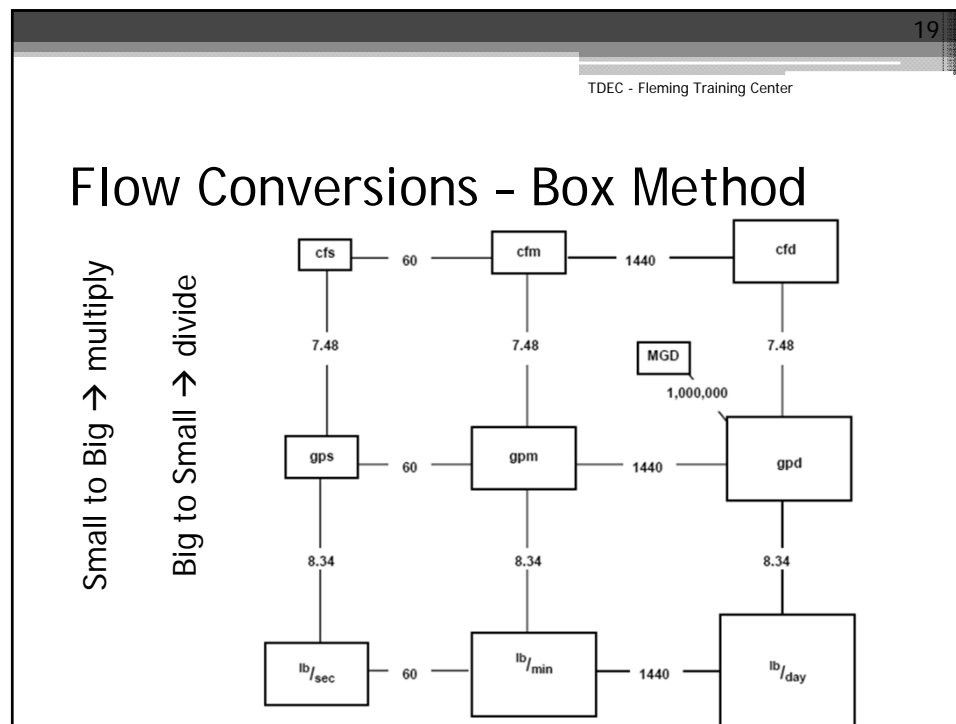 19
TDEC - Fleming Training Center
Flow Conversions – Box Method
Small to Big → multiply
Big to Small → divide
cfs 60 cfm 1440 cfd
7.48 7.48 7.48
MGD
1,000,000
gps 60 gpm 1440 gpd
8.34 8.34 8.34
lb/sec 60 lb/min 1440 lb/day